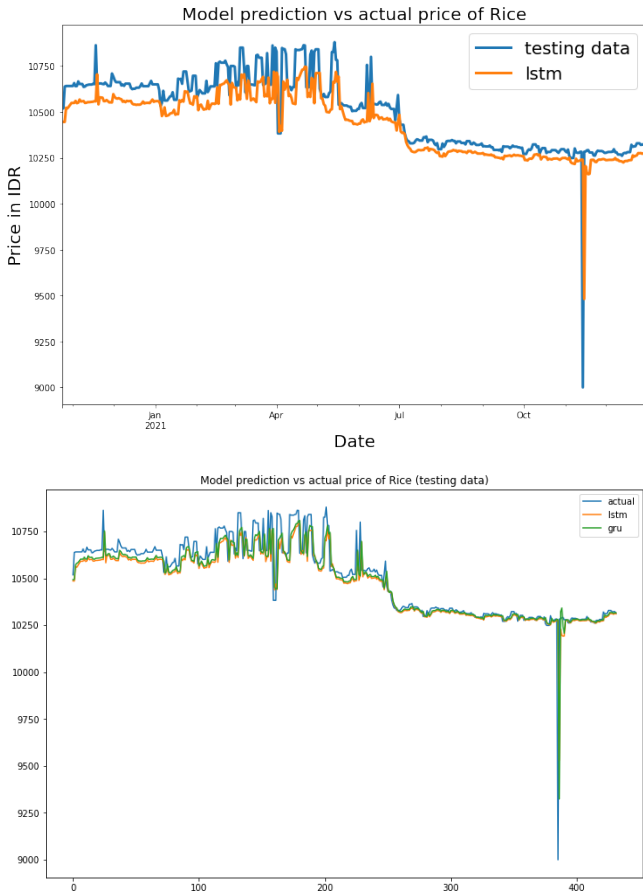 Model prediction vs actual price of Rice
testing data
lstm
Price in IDR
10750
10500
10250
10000
9750
9500
9250
9000
Jan
2021
Apr
Jul
Oct
Date
Model prediction vs actual price of Rice (testing data)
actual
lstm
gru
10750
10500
10250
10000
9750
9500
9250
9000
0
100
200
300
400